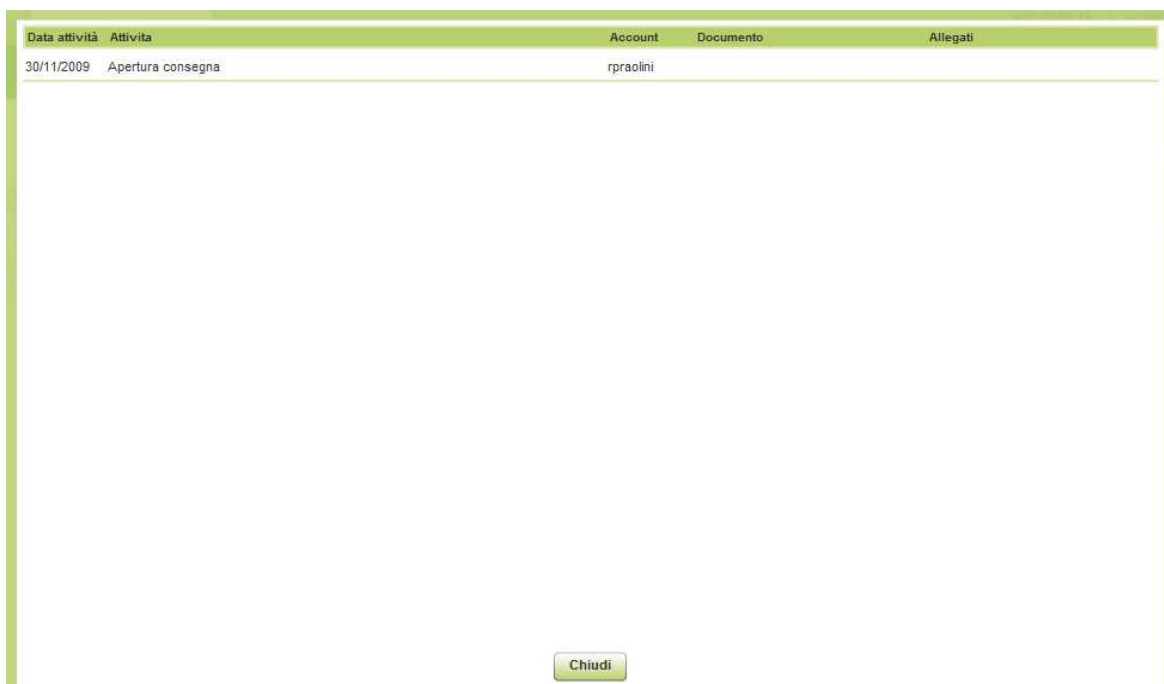 Data attività Attivita Account Documento Allegati
30/11/2009 Apertura consegna rpraolini
Chiudi